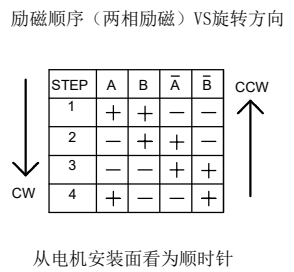 励磁顺序（两相励磁）VS旋转方向
STEP A B A̅ B̅
1 + + － －
2 － + + －
3 － － + +
4 + － － +
CW
CCW
从电机安装面看为顺时针